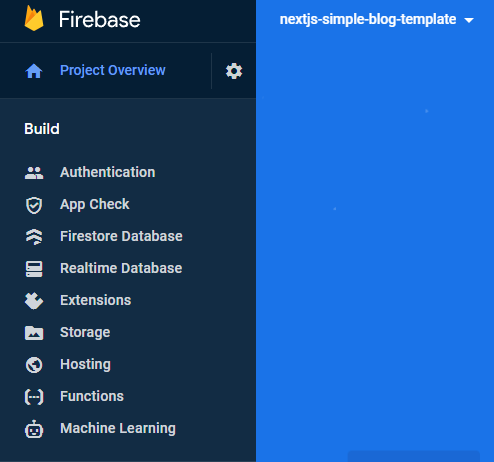 Firebase
nextjs-simple-blog-template
Project Overview
Build
Authentication
App Check
Firestore Database
Realtime Database
Extensions
Storage
Hosting
Functions
Machine Learning